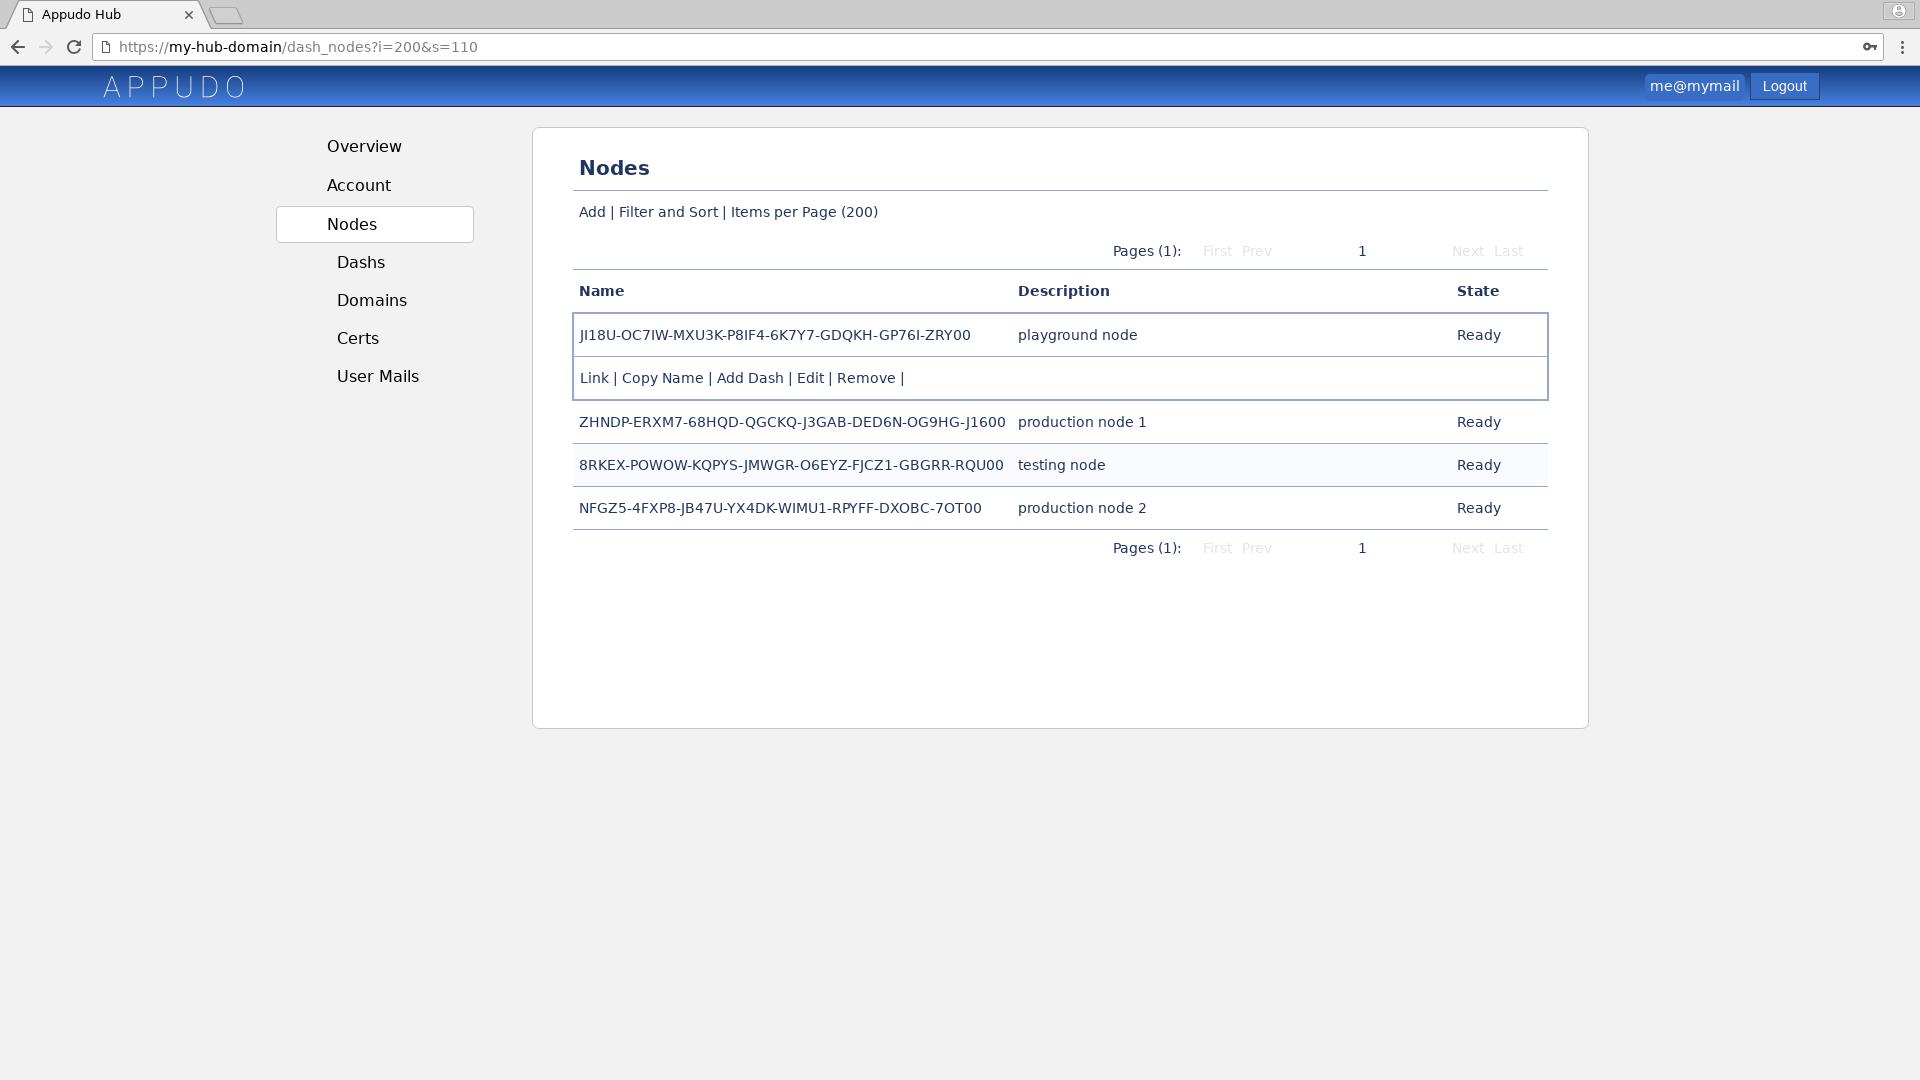 Appudo Hub
https://my-hub-domain/dash_nodes?i=200&s=110
APPUDO
me@mymail Logout
Overview
Account
Nodes
Dashs
Domains
Certs
User Mails
Nodes
Add | Filter and Sort | Items per Page (200)
Pages (1): First Prev 1 Next Last
Name Description State
JI18U-OC7IW-MXU3K-P8IF4-6K7Y7-GDQKH-GP76I-ZRY00 playground node Ready
Link | Copy Name | Add Dash | Edit | Remove |
ZHNDP-ERXM7-68HQD-QGCKQ-J3GAB-DED6N-OG9HG-J1600 production node 1 Ready
8RKEX-POWOW-KQPYS-JMWGR-O6EYZ-FJCZ1-GBGRR-RQU00 testing node Ready
NFGZ5-4FXP8-JB47U-YX4DK-WIMU1-RPYFF-DXOBC-7OT00 production node 2 Ready
Pages (1): First Prev 1 Next Last